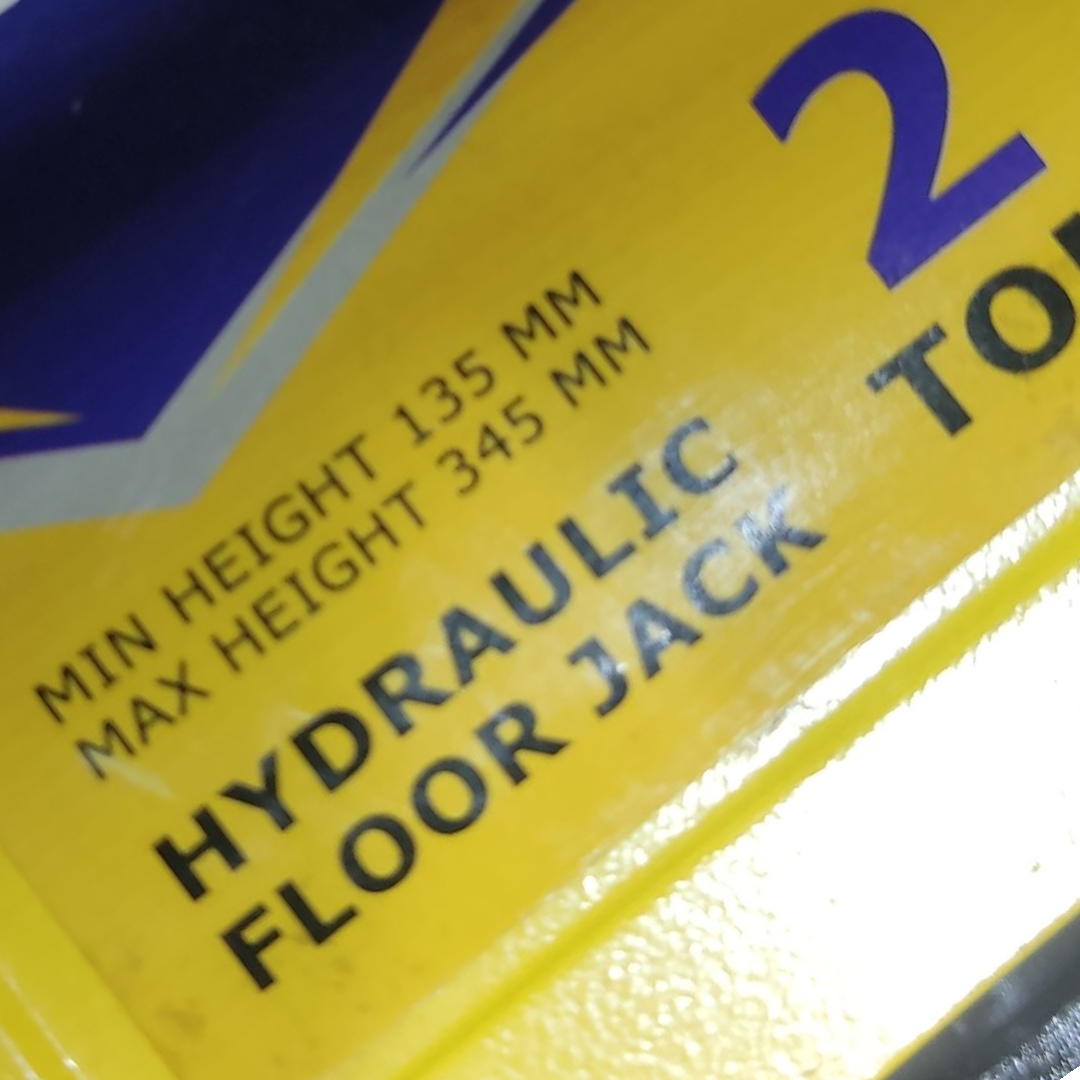 2
MIN HEIGHT 135 MM
MAX HEIGHT 345 MM
HYDRAULIC
FLOOR JACK